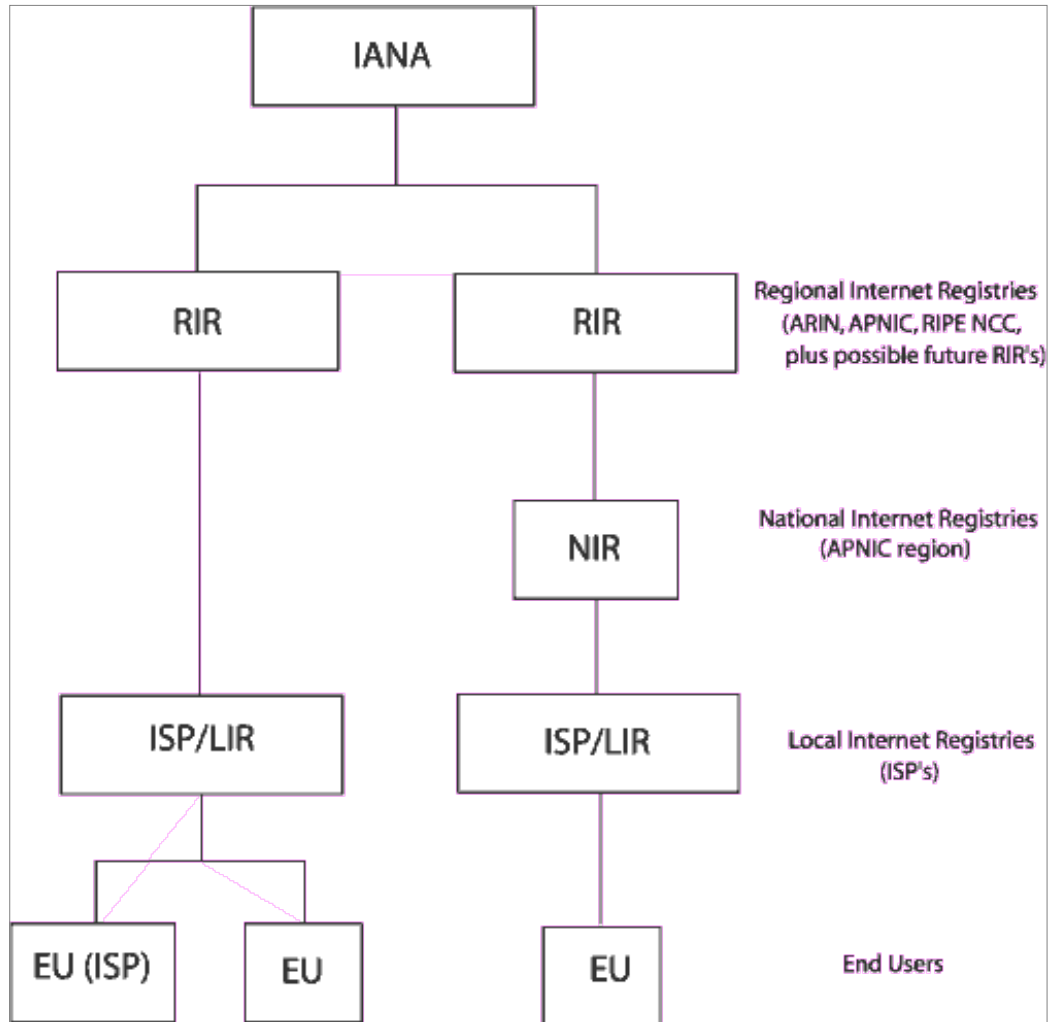 IANA
RIR
RIR
Regional Internet Registries
(ARIN, APNIC, RIPE NCC,
plus possible future RIR's)
NIR
National Internet Registries
(APNIC region)
ISP/LIR
ISP/LIR
Local Internet Registries
(ISP's)
EU (ISP)
EU
EU
End Users